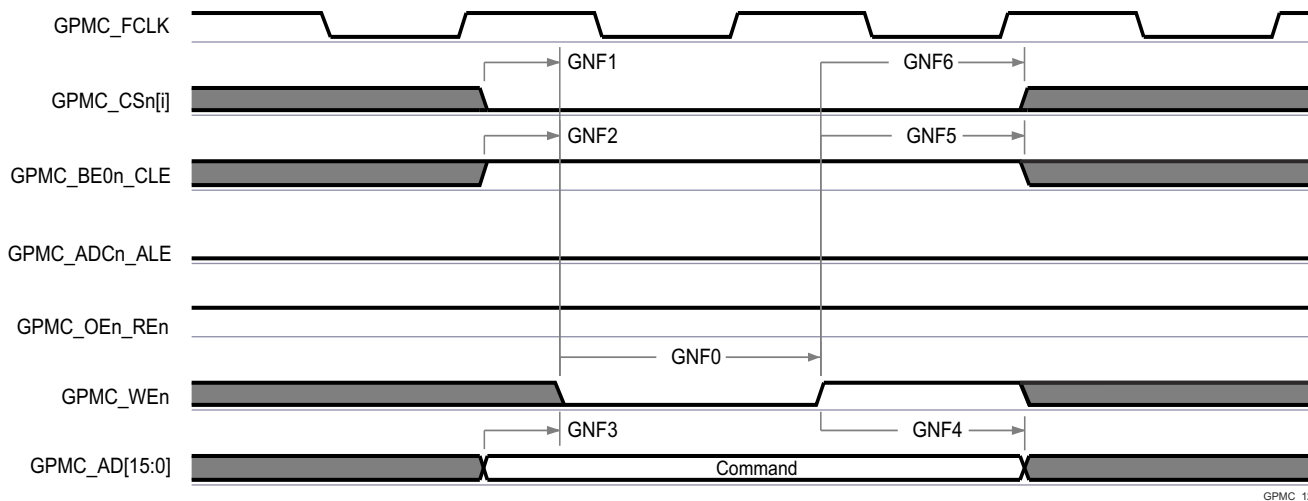 GPMC_FCLK
GNF1
GNF6
GPMC_CSn[i]
GNF2
GNF5
GPMC_BE0n_CLE
GPMC_ADCn_ALE
GPMC_OEn_REn
GNF0
GPMC_WEn
GNF3
GNF4
GPMC_AD[15:0]
Command